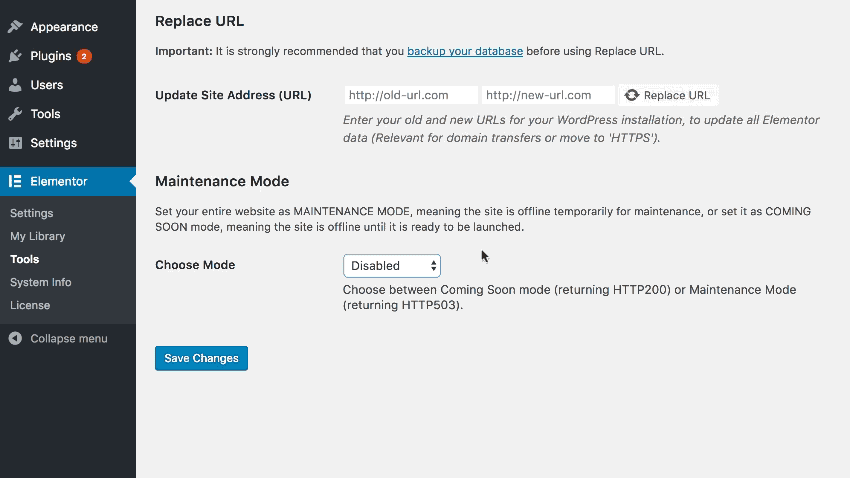 Appearance
Plugins 2
Users
Tools
Settings
Elementor
Settings
My Library
Tools
System Info
License
Collapse menu
Replace URL
Important: It is strongly recommended that you backup your database before using Replace URL.
Update Site Address (URL)
http://old-url.com http://new-url.com Replace URL
Enter your old and new URLs for your WordPress installation, to update all Elementor
data (Relevant for domain transfers or move to 'HTTPS').
Maintenance Mode
Set your entire website as MAINTENANCE MODE, meaning the site is offline temporarily for maintenance, or set it as COMING
SOON mode, meaning the site is offline until it is ready to be launched.
Choose Mode
Disabled
Choose between Coming Soon mode (returning HTTP200) or Maintenance Mode
(returning HTTP503).
Save Changes